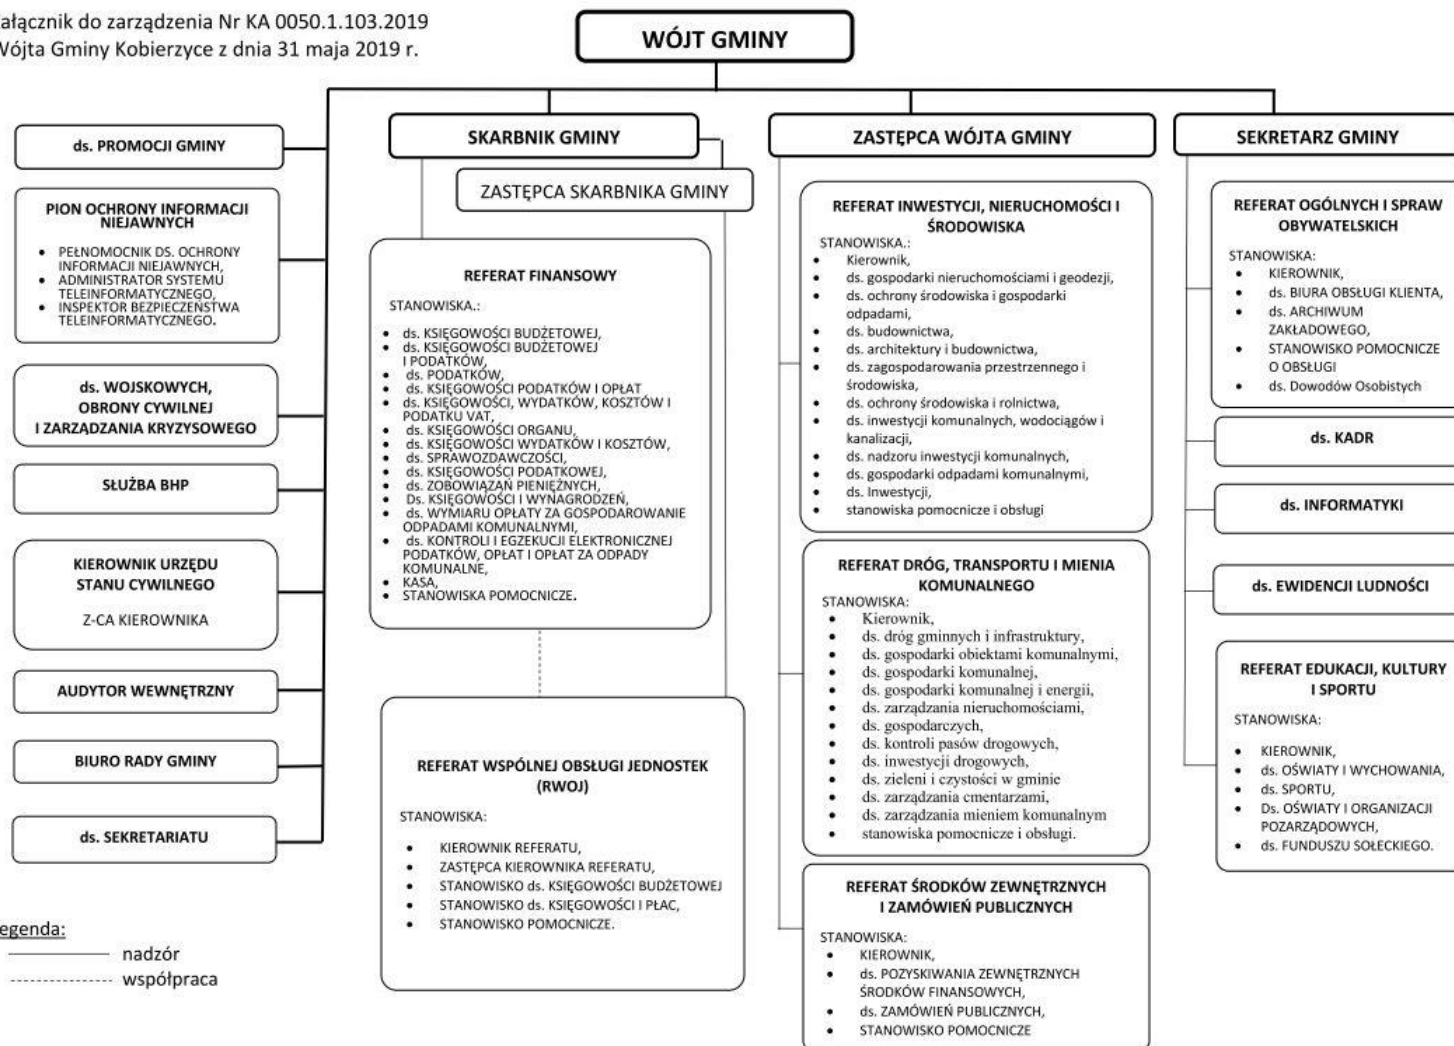 ałącznik do zarządzenia Nr KA 0050.1.103.2019
Wójta Gminy Kobierzyce z dnia 31 maja 2019 r.
WÓJT GMINY
ds. PROMOCJI GMINY
PION OCHRONY INFORMACJI
NIEJAWNYCH
• PEŁNOMOCNIK DS. OCHRONY
INFORMACJI NIEJAWNYCH,
• ADMINISTRATOR SYSTEMU
TELEINFORMATYCZNEGO,
• INSPEKTOR BEZPIECZEŃSTWA
TELEINFORMATYCZNEGO.
ds. WOJSKOWYCH,
OBRONY CYWILNEJ
I ZARZĄDZANIA KRYZYSOWEGO
SŁUŻBA BHP
KIEROWNIK URZĘDU
STANU CYWILNEGO
Z-CA KIEROWNIKA
AUDYTOR WEWNĘTRZNY
BIURO RADY GMINY
ds. SEKRETARIATU
egenda:
nadzór
współpraca
SKARBNIK GMINY
ZASTĘPCA SKARBNIKA GMINY
REFERAT FINANSOWY
STANOWISKA.:
• ds. KSIĘGOWOŚCI BUDŻETOWEJ,
• ds. KSIĘGOWOŚCI BUDŻETOWEJ
I PODATKÓW,
• ds. PODATKÓW,
• ds. KSIĘGOWOŚCI PODATKÓW I OPŁAT
• ds. KSIĘGOWOŚCI, WYDATKÓW, KOSZTÓW I
PODATKU VAT,
• ds. KSIĘGOWOŚCI ORGANU,
• ds. KSIĘGOWOŚCI WYDATKÓW I KOSZTÓW,
• ds. SPRAWOZDAWCZOŚCI,
• ds. KSIĘGOWOŚCI PODATKOWEJ,
• ds. ZOBOWIĄZAŃ PIENIĘŻNYCH,
• Ds. KSIĘGOWOŚCI I WYNAGRODZEŃ,
• ds. WYMIARU OPŁATY ZA GOSPODAROWANIE
ODPADAMI KOMUNALNYMI,
• ds. KONTROLI I EGZEKUCJI ELEKTRONICZNEJ
PODATKÓW, OPŁAT I OPŁAT ZA ODPADY
KOMUNALNE,
• KASA,
• STANOWISKA POMOCNICZE.
REFERAT WSPÓLNEJ OBSŁUGI JEDNOSTEK
(RWOJ)
STANOWISKA:
• KIEROWNIK REFERATU,
• ZASTĘPCA KIEROWNIKA REFERATU,
• STANOWISKO ds. KSIĘGOWOŚCI BUDŻETOWEJ
• STANOWISKO ds. KSIĘGOWOŚCI I PŁAC,
• STANOWISKO POMOCNICZE.
ZASTĘPCA WÓJTA GMINY
REFERAT INWESTYCJI, NIERUCHOMOŚCI I
ŚRODOWISKA
STANOWISKA.:
• Kierownik,
• ds. gospodarki nieruchomościami i geodezji,
• ds. ochrony środowiska i gospodarki
odpadami,
• ds. budownictwa,
• ds. architektury i budownictwa,
• ds. zagospodarowania przestrzennego i
środowiska,
• ds. ochrony środowiska i rolnictwa,
• ds. inwestycji komunalnych, wodociągów i
kanalizacji,
• ds. nadzoru inwestycji komunalnych,
• ds. gospodarki odpadami komunalnymi,
• ds. Inwestycji,
• stanowiska pomocnicze i obsługi
REFERAT DRÓG, TRANSPORTU I MIENIA
KOMUNALNEGO
STANOWISKA:
• Kierownik,
• ds. dróg gminnych i infrastruktury,
• ds. gospodarki obiektami komunalnymi,
• ds. gospodarki komunalnej,
• ds. gospodarki komunalnej i energii,
• ds. zarządzania nieruchomościami,
• ds. gospodarczych,
• ds. kontroli pasów drogowych,
• ds. inwestycji drogowych,
• ds. zieleni i czystości w gminie
• ds. zarządzania cmentarzami,
• ds. zarządzania mieniem komunalnym
• stanowiska pomocnicze i obsługi.
REFERAT ŚRODKÓW ZEWNĘTRZNYCH
I ZAMÓWIEŃ PUBLICZNYCH
STANOWISKA:
• KIEROWNIK,
• ds. POZYSKIWANIA ZEWNĘTRZNYCH
ŚRODKÓW FINANSOWYCH,
• ds. ZAMÓWIEŃ PUBLICZNYCH,
• STANOWISKO POMOCNICZE
SEKRETARZ GMINY
REFERAT OGÓLNYCH I SPRAW
OBYWATELSKICH
STANOWISKA:
• KIEROWNIK,
• ds. BIURA OBSŁUGI KLIENTA,
• ds. ARCHIWUM
ZAKŁADOWEGO,
• STANOWISKO POMOCNICZE
O OBSŁUGI
• ds. Dowodów Osobistych
ds. KADR
ds. INFORMATYKI
ds. EWIDENCJI LUDNOŚCI
REFERAT EDUKACJI, KULTURY
I SPORTU
STANOWISKA:
• KIEROWNIK,
• ds. OŚWIATY I WYCHOWANIA,
• ds. SPORTU,
• Ds. OŚWIATY I ORGANIZACJI
POZARZĄDOWYCH,
• ds. FUNDUSZU SOŁECKIEGO.